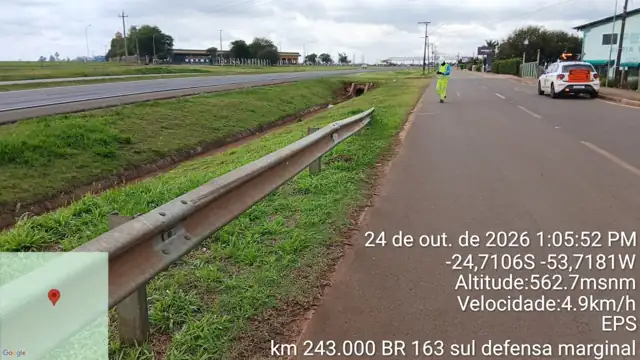 24 de out. de 2026 1:05:52 PM
-24,7106S -53,7181W
Altitude:562.7msnm
Velocidade:4.9km/h
EPS
km 243.000 BR 163 sul defensa marginal
Google